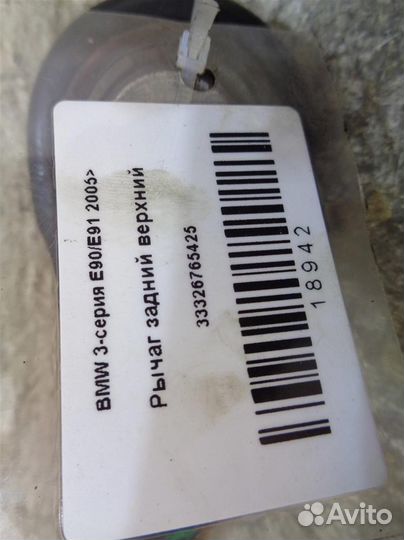 BMW 3-серия E90/E91 2005>
Рычаг задний верхний
33326765425
18942
Avito